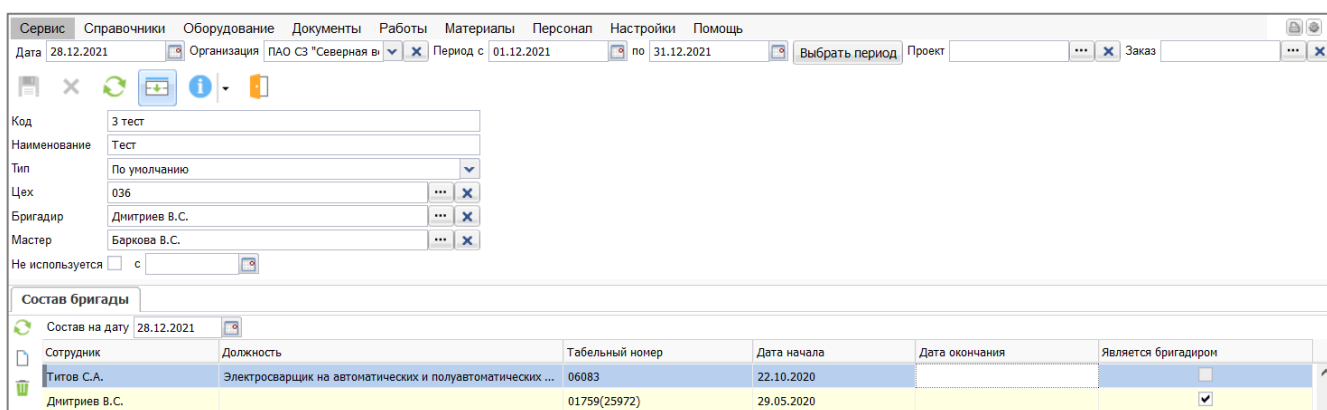 Сервис Справочники Оборудование Документы Работы Материалы Персонал Настройки Помощь
Дата 28.12.2021 Организация ПАО СЗ "Северная в Период с 01.12.2021 по 31.12.2021 Выбрать период Проект ... Заказ ...
Код 3 тест
Наименование Тест
Тип По умолчанию
Цех 036 ...
Бригадир Дмитриев В.С. ...
Мастер Баркова В.С. ...
Не используется с
Состав бригады
Состав на дату 28.12.2021
Сотрудник Должность Табельный номер Дата начала Дата окончания Является бригадиром
Титов С.А. Электросварщик на автоматических и полуавтоматических ... 06083 22.10.2020
Дмитриев В.С. 01759(25972) 29.05.2020